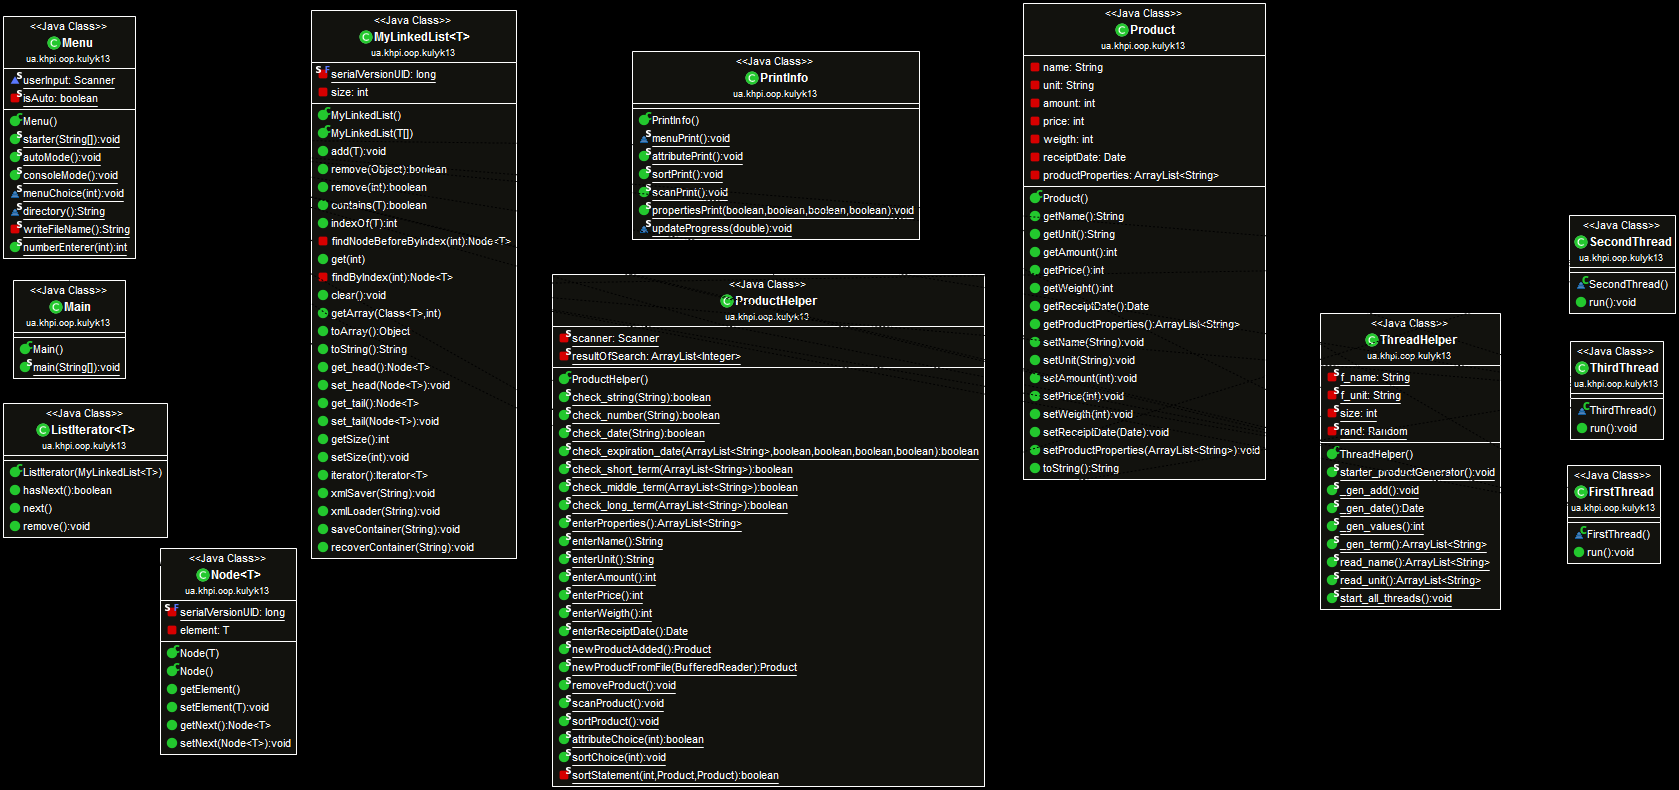 <<Java Class>>
Menu
ua.khpi.oop.kulyk13
userInput: Scanner
isAuto: boolean
Menu()
starter(String[]):void
autoMode():void
consoleMode():void
menuChoice(int):void
directory():String
writeFileName():String
numberEnterer(int):int
<<Java Class>>
Main
ua.khpi.oop.kulyk13
Main()
main(String[]):void
<<Java Class>>
ListIterator<T>
ua.khpi.oop.kulyk13
ListIterator(MyLinkedList<T>)
hasNext():boolean
next()
remove():void
<<Java Class>>
Node<T>
ua.khpi.oop.kulyk13
serialVersionUID: long
element: T
Node(T)
Node()
getElement()
setElement(T):void
getNext():Node<T>
setNext(Node<T>):void
<<Java Class>>
MyLinkedList<T>
ua.khpi.oop.kulyk13
serialVersionUID: long
size: int
MyLinkedList()
MyLinkedList(T[])
add(T):void
remove(Object):boolean
remove(int):boolean
contains(T):boolean
indexOf(T):int
findNodeBeforeByIndex(int):Node<T>
get(int)
findByIndex(int):Node<T>
clear():void
getArray(Class<T>,int)
toArray():Object
toString():String
get_head():Node<T>
set_head(Node<T>):void
get_tail():Node<T>
set_tail(Node<T>):void
getSize():int
setSize(int):void
iterator():Iterator<T>
xmlSaver(String):void
xmlLoader(String):void
saveContainer(String):void
recoverContainer(String):void
<<Java Class>>
PrintInfo
ua.khpi.oop.kulyk13
PrintInfo()
menuPrint():void
attributePrint():void
sortPrint():void
scanPrint():void
propertiesPrint(boolean,boolean,boolean,boolean):void
updateProgress(double):void
<<Java Class>>
ProductHelper
ua.khpi.oop.kulyk13
scanner: Scanner
resultOfSearch: ArrayList<Integer>
ProductHelper()
check_string(String):boolean
check_number(String):boolean
check_date(String):boolean
check_expiration_date(ArrayList<String>,boolean,boolean,boolean,boolean):boolean
check_short_term(ArrayList<String>):boolean
check_middle_term(ArrayList<String>):boolean
check_long_term(ArrayList<String>):boolean
enterProperties():ArrayList<String>
enterName():String
enterUnit():String
enterAmount():int
enterPrice():int
enterWeigth():int
enterReceiptDate():Date
newProductAdded():Product
newProductFromFile(BufferedReader):Product
removeProduct():void
scanProduct():void
sortProduct():void
attributeChoice(int):boolean
sortChoice(int):void
sortStatement(int,Product,Product):boolean
<<Java Class>>
Product
ua.khpi.oop.kulyk13
name: String
unit: String
amount: int
price: int
weigth: int
receiptDate: Date
productProperties: ArrayList<String>
Product()
getName():String
getUnit():String
getAmount():int
getPrice():int
getWeight():int
getReceiptDate():Date
getProductProperties():ArrayList<String>
setName(String):void
setUnit(String):void
setAmount(int):void
setPrice(int):void
setWeigth(int):void
setReceiptDate(Date):void
setProductProperties(ArrayList<String>):void
toString():String
<<Java Class>>
ThreadHelper
ua.khpi.oop.kulyk13
f_name: String
f_unit: String
size: int
rand: Random
ThreadHelper()
starter_productGenerator():void
_gen_add():void
_gen_date():Date
_gen_values():int
_gen_term():ArrayList<String>
read_name():ArrayList<String>
read_unit():ArrayList<String>
start_all_threads():void
<<Java Class>>
SecondThread
ua.khpi.oop.kulyk13
SecondThread()
run():void
<<Java Class>>
ThirdThread
ua.khpi.oop.kulyk13
ThirdThread()
run():void
<<Java Class>>
FirstThread
ua.khpi.oop.kulyk13
FirstThread()
run():void